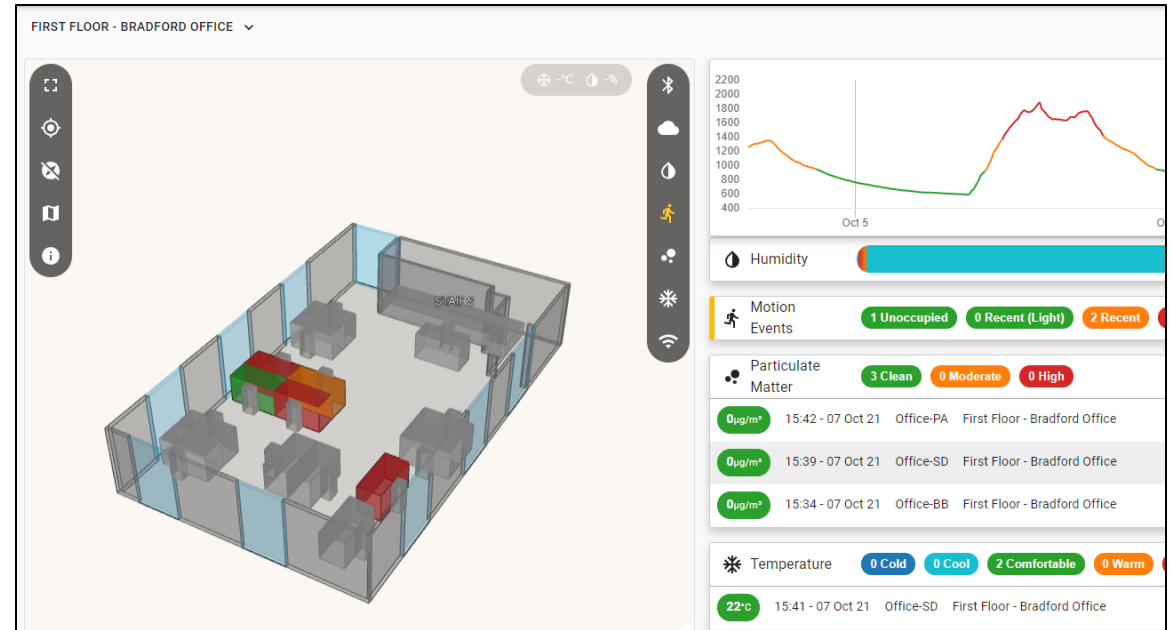 FIRST FLOOR - BRADFORD OFFICE
-°C -%
STAIRS
2200
2000
1800
1600
1400
1200
1000
800
600
400
Oct 5
O
Humidity
Motion Events
1 Unoccupied 0 Recent (Light) 2 Recent
Particulate Matter
3 Clean 0 Moderate 0 High
0µg/m³ 15:42 - 07 Oct 21 Office-PA First Floor - Bradford Office
0µg/m³ 15:39 - 07 Oct 21 Office-SD First Floor - Bradford Office
0µg/m³ 15:34 - 07 Oct 21 Office-BB First Floor - Bradford Office
Temperature 0 Cold 0 Cool 2 Comfortable 0 Warm
22°C 15:41 - 07 Oct 21 Office-SD First Floor - Bradford Office